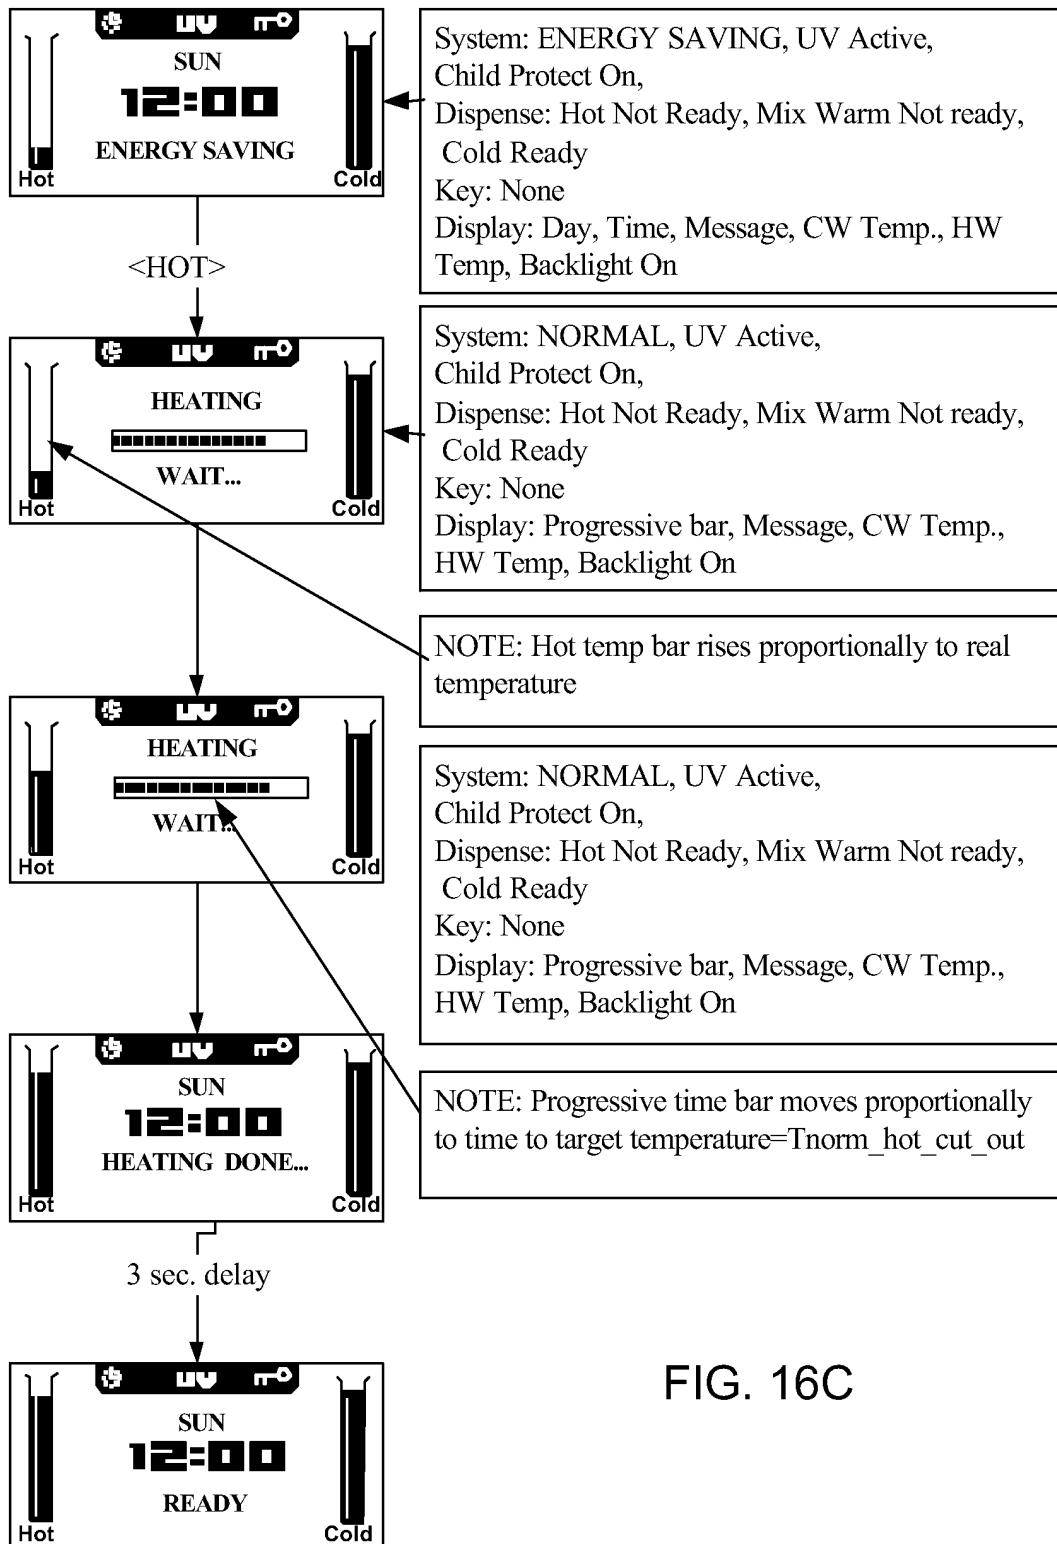 UV
SUN
12:00
ENERGY SAVING
Hot
Cold
System: ENERGY SAVING, UV Active,
Child Protect On,
Dispense: Hot Not Ready, Mix Warm Not ready,
Cold Ready
Key: None
Display: Day, Time, Message, CW Temp., HW
Temp, Backlight On
<HOT>
UV
HEATING
WAIT...
Hot
Cold
System: NORMAL, UV Active,
Child Protect On,
Dispense: Hot Not Ready, Mix Warm Not ready,
Cold Ready
Key: None
Display: Progressive bar, Message, CW Temp.,
HW Temp, Backlight On
NOTE: Hot temp bar rises proportionally to real
temperature
UV
HEATING
WAIT...
Hot
Cold
System: NORMAL, UV Active,
Child Protect On,
Dispense: Hot Not Ready, Mix Warm Not ready,
Cold Ready
Key: None
Display: Progressive bar, Message, CW Temp.,
HW Temp, Backlight On
UV
SUN
12:00
HEATING DONE...
Hot
Cold
NOTE: Progressive time bar moves proportionally
to time to target temperature=Tnorm_hot_cut_out
3 sec. delay
UV
SUN
12:00
READY
Hot
Cold
FIG. 16C